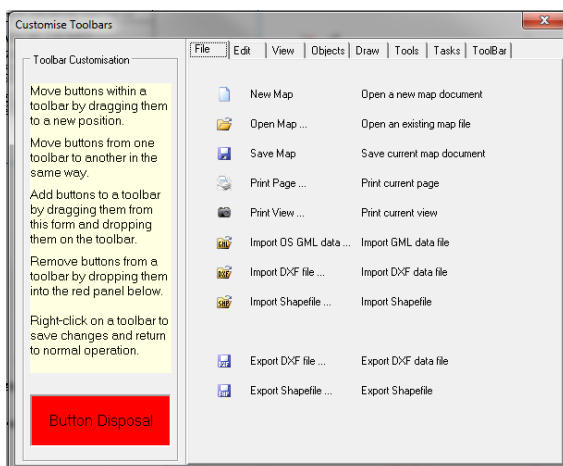 Customise Toolbars
Toolbar Customisation
Move buttons within a
toolbar by dragging them
to a new position.
Move buttons from one
toolbar to another in the
same way.
Add buttons to a toolbar
by dragging them from
this form and dropping
them on the toolbar.
Remove buttons from a
toolbar by dropping them
into the red panel below.
Right-click on a toolbar to
save changes and return
to normal operation.
Button Disposal
File Edit View Objects Draw Tools Tasks ToolBar
New Map Open a new map document
Open Map ... Open an existing map file
Save Map Save current map document
Print Page ... Print current page
Print View ... Print current view
GML Import OS GML data ... Import GML data file
DXF Import DXF file ... Import DXF data file
SHP Import Shapefile ... Import Shapefile
Export DXF file ... Export DXF data file
Export Shapefile ... Export Shapefile